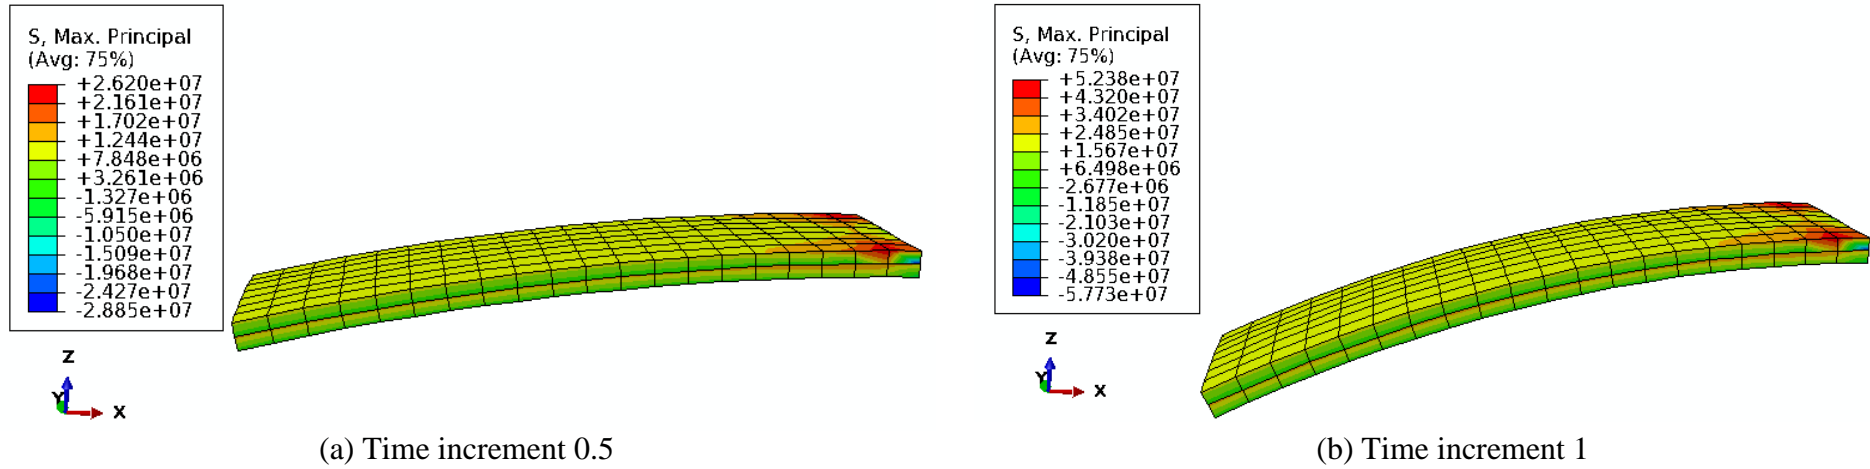 S, Max. Principal
(Avg: 75%)
+2.620e+07
+2.161e+07
+1.702e+07
+1.244e+07
+7.848e+06
+3.261e+06
-1.327e+06
-5.915e+06
-1.050e+07
-1.509e+07
-1.968e+07
-2.427e+07
-2.885e+07
Z
Y
X
(a) Time increment 0.5
S, Max. Principal
(Avg: 75%)
+5.238e+07
+4.320e+07
+3.402e+07
+2.485e+07
+1.567e+07
+6.498e+06
-2.677e+06
-1.185e+07
-2.103e+07
-3.020e+07
-3.938e+07
-4.855e+07
-5.773e+07
Z
Y
X
(b) Time increment 1